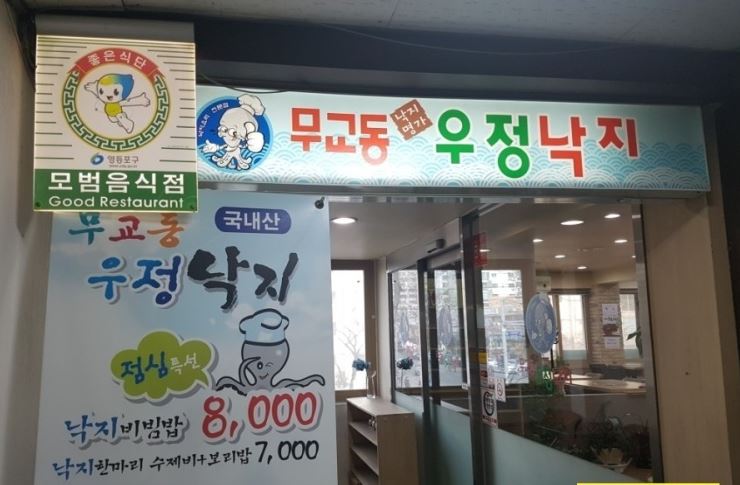 좋은식단
영등포구
모범음식점
Good Restaurant
무교동 낙지명가 우정낙지
무교동 국내산
우정낙지
점심특선
낙지비빔밥 8,000
낙지한마리 수제비+보리밥 7,000